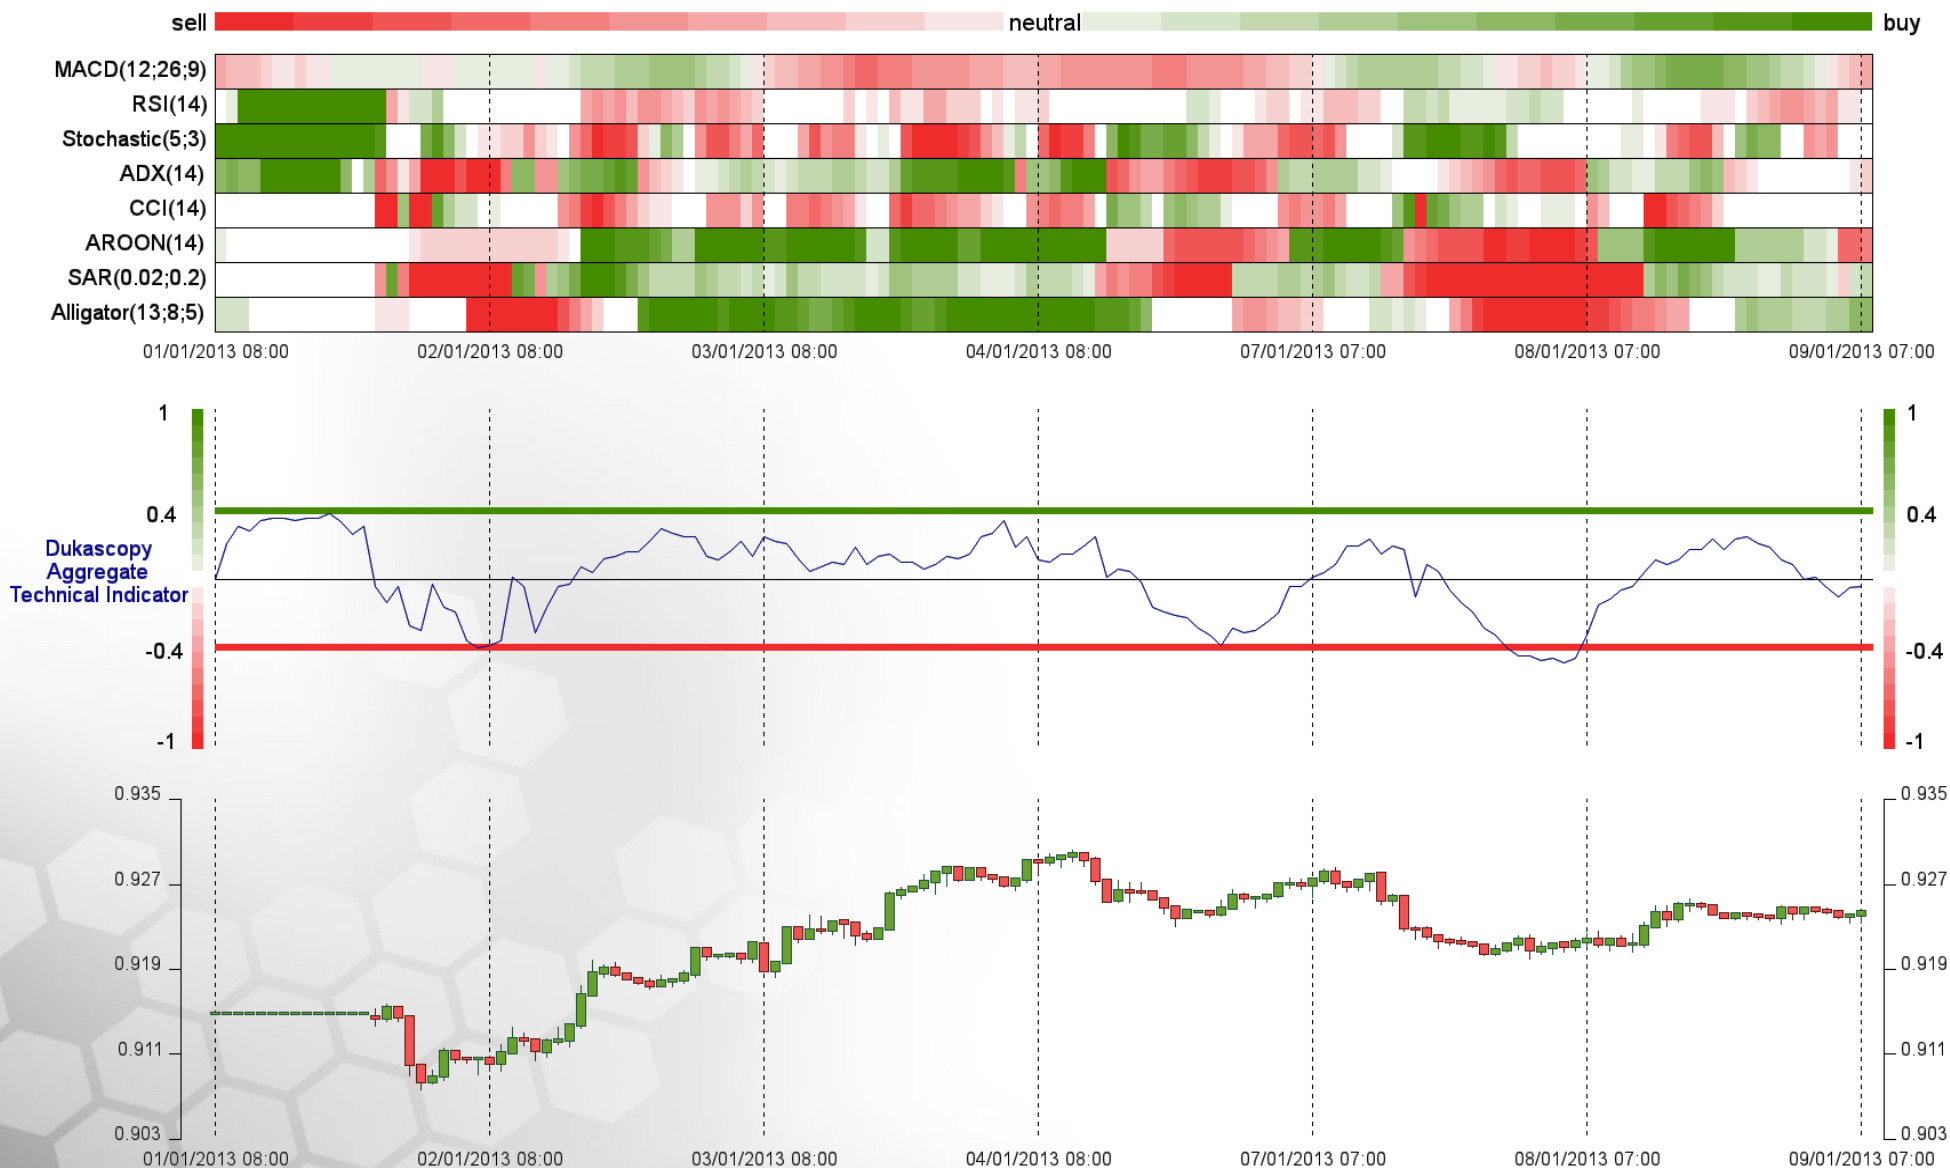 sell neutral buy
MACD(12;26;9)
RSI(14)
Stochastic(5;3)
ADX(14)
CCI(14)
AROON(14)
SAR(0.02;0.2)
Alligator(13;8;5)
01/01/2013 08:00 02/01/2013 08:00 03/01/2013 08:00 04/01/2013 08:00 07/01/2013 07:00 08/01/2013 07:00 09/01/2013 07:00
1 1
0.4 0.4
Dukascopy
Aggregate
Technical Indicator
-0.4 -0.4
-1 -1
0.935 0.935
0.927 0.927
0.919 0.919
0.911 0.911
0.903 0.903
01/01/2013 08:00 02/01/2013 08:00 03/01/2013 08:00 04/01/2013 08:00 07/01/2013 07:00 08/01/2013 07:00 09/01/2013 07:00